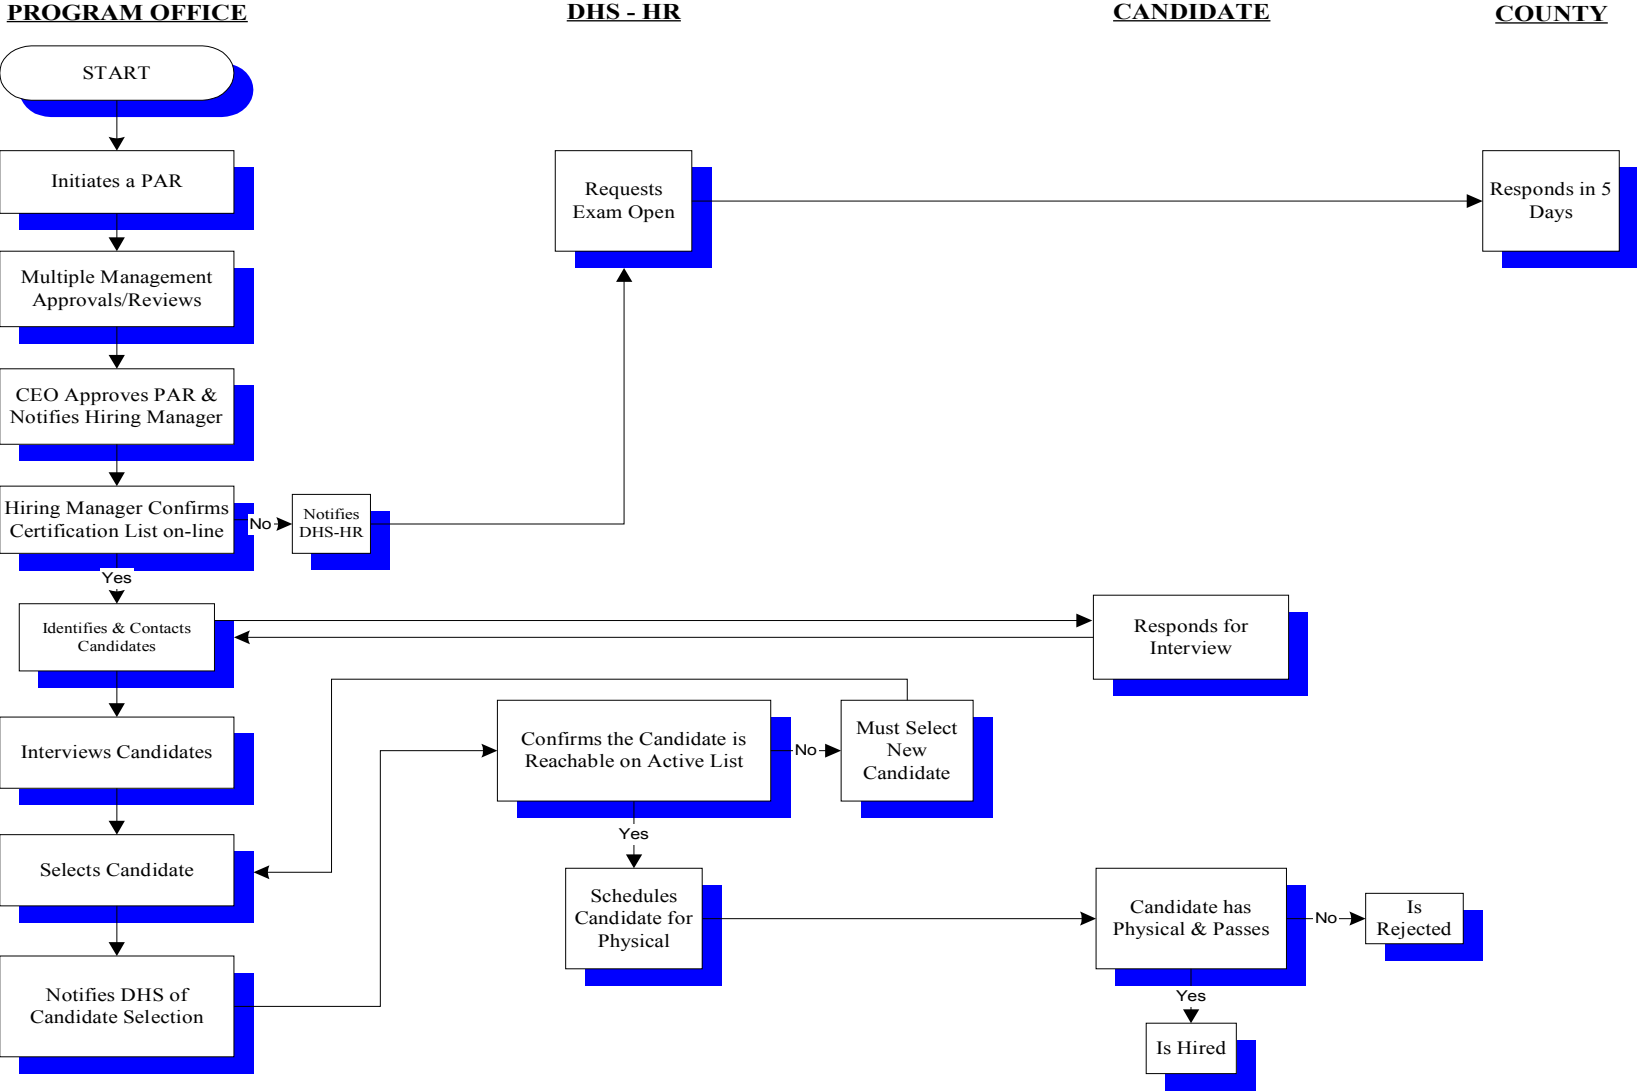 PROGRAM OFFICE
DHS - HR
CANDIDATE
COUNTY
START
Initiates a PAR
Requests
Exam Open
Responds in 5
Days
Multiple Management
Approvals/Reviews
CEO Approves PAR &
Notifies Hiring Manager
Hiring Manager Confirms
Certification List on-line
No
Notifies
DHS-HR
Yes
Identifies & Contacts
Candidates
Responds for
Interview
Interviews Candidates
Confirms the Candidate is
Reachable on Active List
No
Must Select
New
Candidate
Yes
Selects Candidate
Schedules
Candidate for
Physical
Candidate has
Physical & Passes
No
Is
Rejected
Notifies DHS of
Candidate Selection
Yes
Is Hired